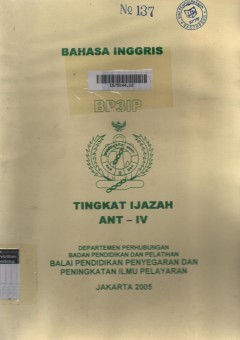 No 137
BAHASA INGGRIS
BP3IP
TINGKAT IJAZAH
ANT – IV
DEPARTEMEN PERHUBUNGAN
BADAN PENDIDIKAN DAN PELATIHAN
BALAI PENDIDIKAN PENYEGARAN DAN
PENINGKATAN ILMU PELAYARAN
JAKARTA 2005